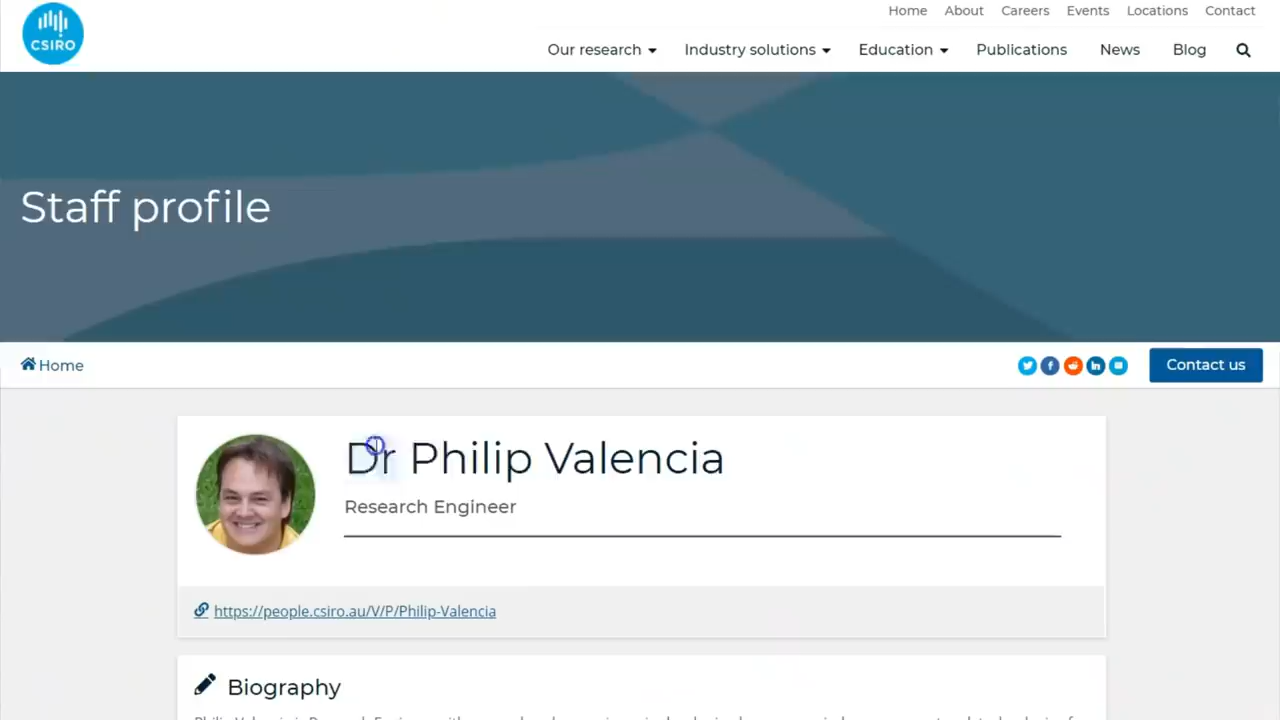 CSIRO
Home About Careers Events Locations Contact
Our research Industry solutions Education Publications News Blog
Staff profile
Home
Contact us
Dr Philip Valencia
Research Engineer
https://people.csiro.au/V/P/Philip-Valencia
Biography